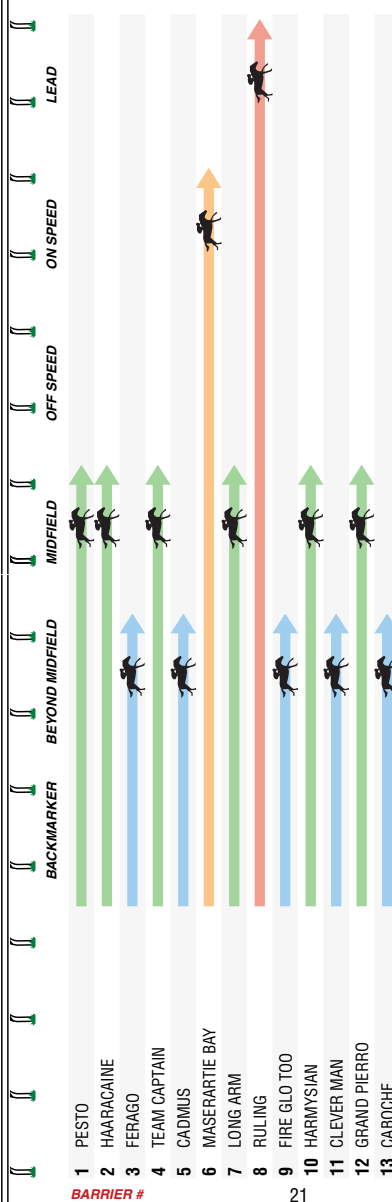 LEAD
ON SPEED
OFF SPEED
MIDFIELD
BEYOND MIDFIELD
BACKMARKER
1 PESTO
2 HAARACAINE
3 FERAGO
4 TEAM CAPTAIN
5 CADMUS
6 MASERARTIE BAY
7 LONG ARM
8 RULING
9 FIRE GLO TOO
10 HARMYSIAN
11 CLEVER MAN
12 GRAND PIERRO
13 CAROCHE
BARRIER #
21